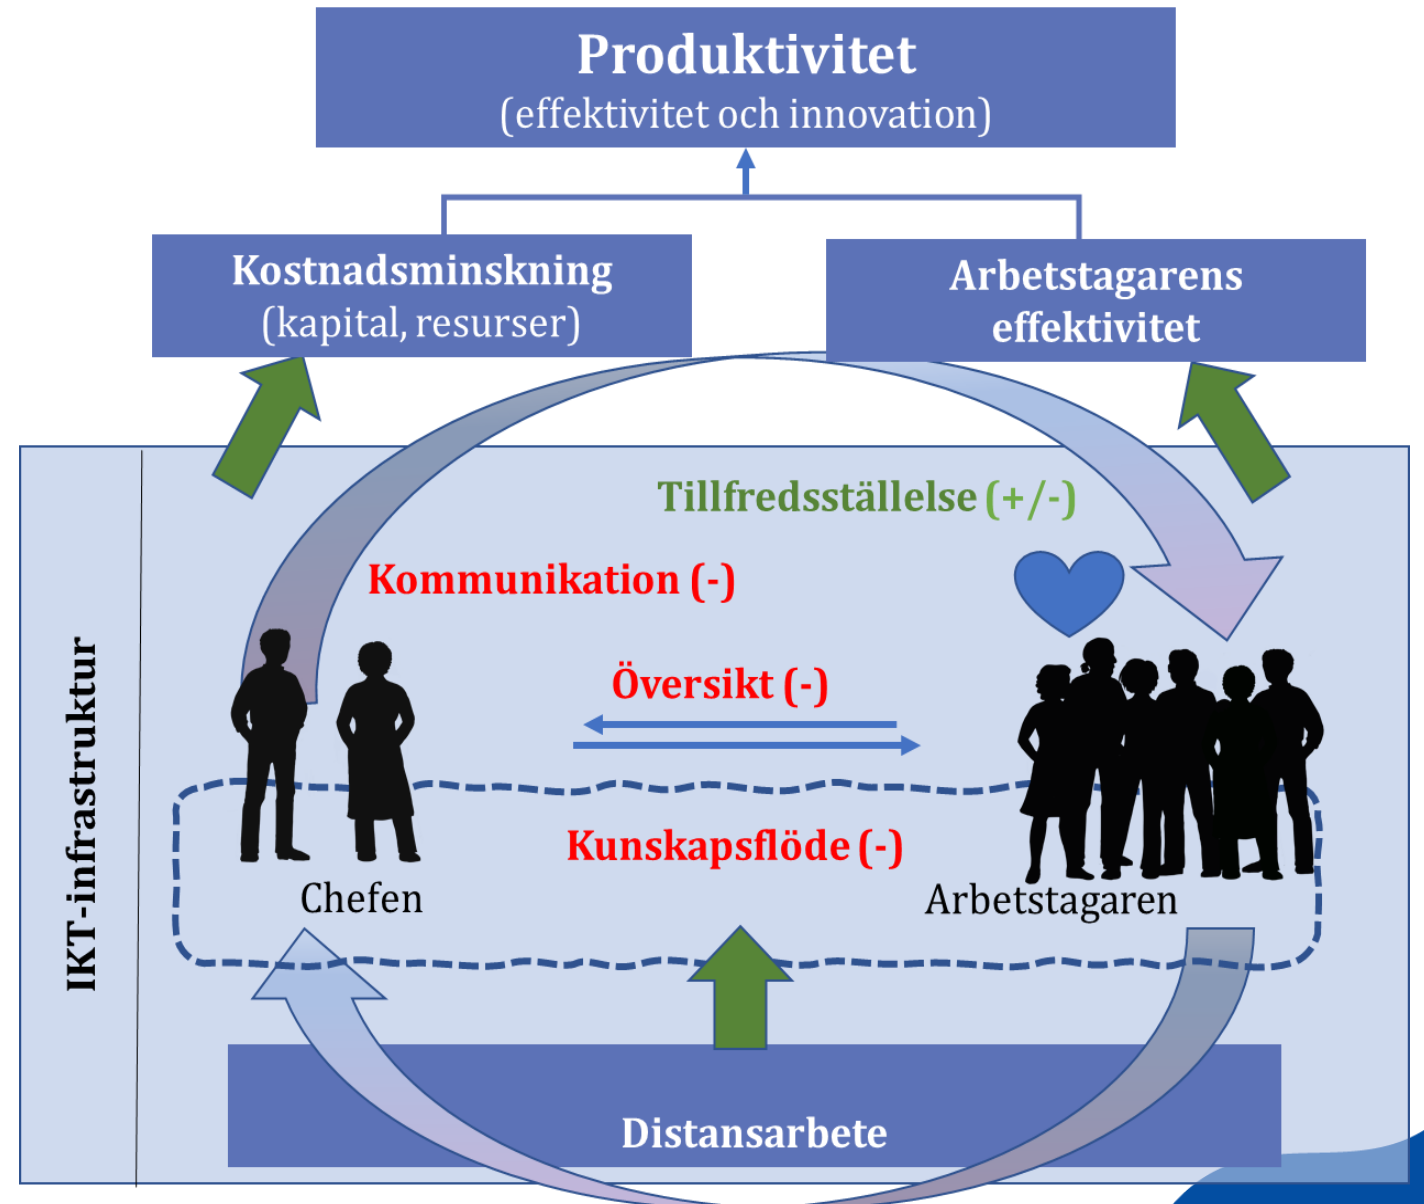 Produktivitet
(effektivitet och innovation)
Kostnadsminskning
(kapital, resurser)
Arbetstagarens
effektivitet
Tillfredsställelse (+/-)
Kommunikation (-)
Översikt (-)
IKT-infrastruktur
Kunskapsflöde (-)
Chefen
Arbetstagaren
Distansarbete